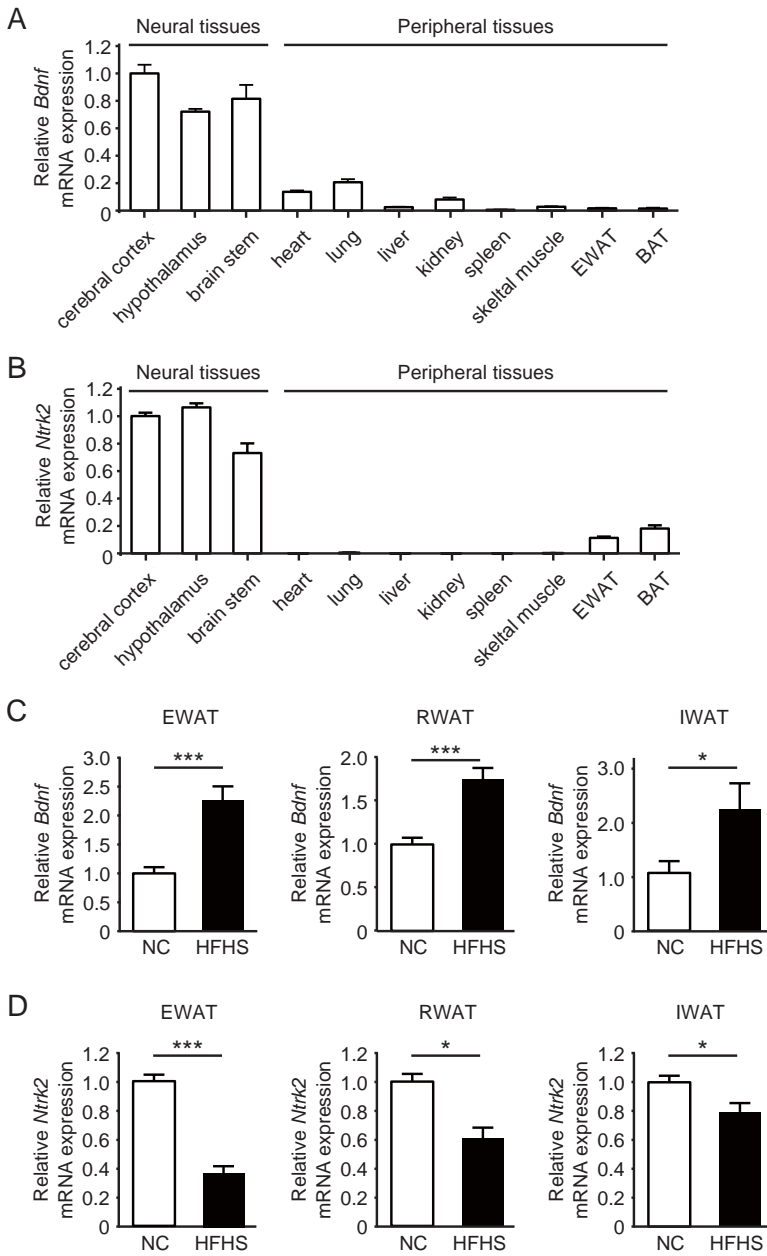 A
Neural tissues Peripheral tissues
Relative Bdnf
mRNA expression
1.2
1.0
0.8
0.6
0.4
0.2
0
cerebral cortex
hypothalamus
brain stem
heart
lung
liver
kidney
spleen
skeltal muscle
EWAT
BAT
B
Neural tissues Peripheral tissues
Relative Ntrk2
mRNA expression
1.2
1.0
0.8
0.6
0.4
0.2
0
cerebral cortex
hypothalamus
brain stem
heart
lung
liver
kidney
spleen
skeltal muscle
EWAT
BAT
C
EWAT
Relative Bdnf
mRNA expression
3.0
2.5
2.0
1.5
1.0
0.5
0
***
NC HFHS
RWAT
Relative Bdnf
mRNA expression
2.0
1.5
1.0
0.5
0
***
NC HFHS
IWAT
Relative Bdnf
mRNA expression
3.0
2.0
1.0
0
*
NC HFHS
D
EWAT
Relative Ntrk2
mRNA expression
1.2
1.0
0.8
0.6
0.4
0.2
0
***
NC HFHS
RWAT
Relative Ntrk2
mRNA expression
1.2
1.0
0.8
0.6
0.4
0.2
0
*
NC HFHS
IWAT
Relative Ntrk2
mRNA expression
1.2
1.0
0.8
0.6
0.4
0.2
0
*
NC HFHS